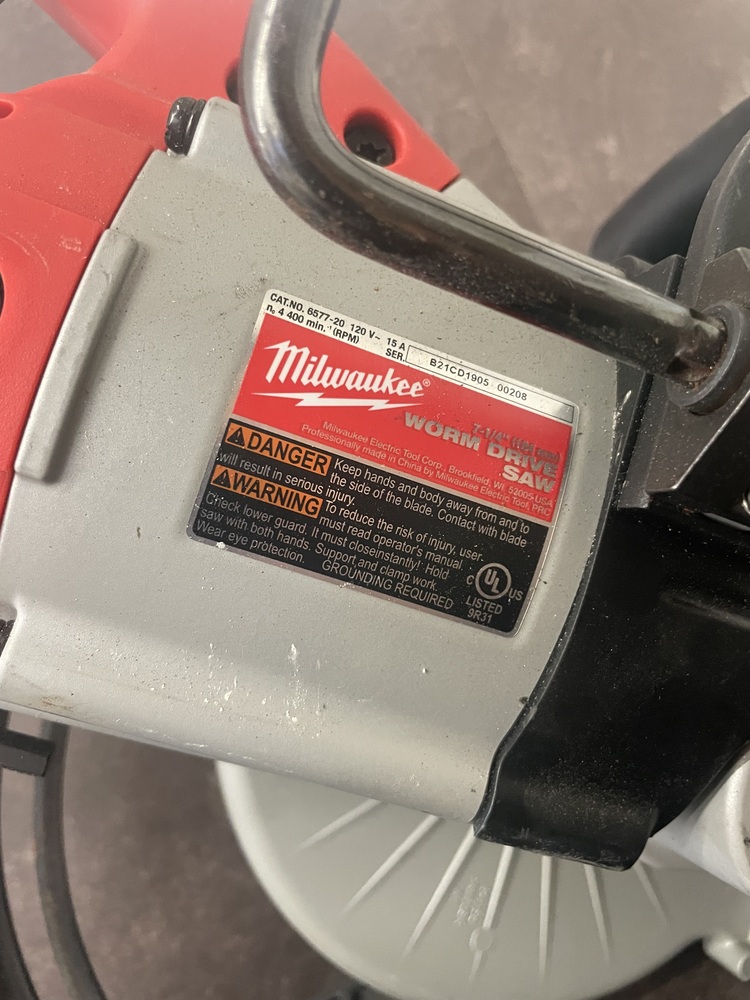 CAT.NO. 6577-20 120 V~ 15 A
n₀ 4 400 min.⁻¹ (RPM) SER. B21CD1905 00208
Milwaukee®
7-1/4"
WORM DRIVE
SAW
Milwaukee Electric Tool Corp., Brookfield, WI, 53005 USA
Professionally made in China by Milwaukee Electric Tool, PRC
DANGER Keep hands and body away from and to
the side of the blade. Contact with blade
will result in serious injury.
WARNING To reduce the risk of injury, user
must read operator's manual.
Check lower guard. It must closeinstantly! Hold
saw with both hands. Support and clamp work.
Wear eye protection. GROUNDING REQUIRED
C UL US
LISTED
9R31